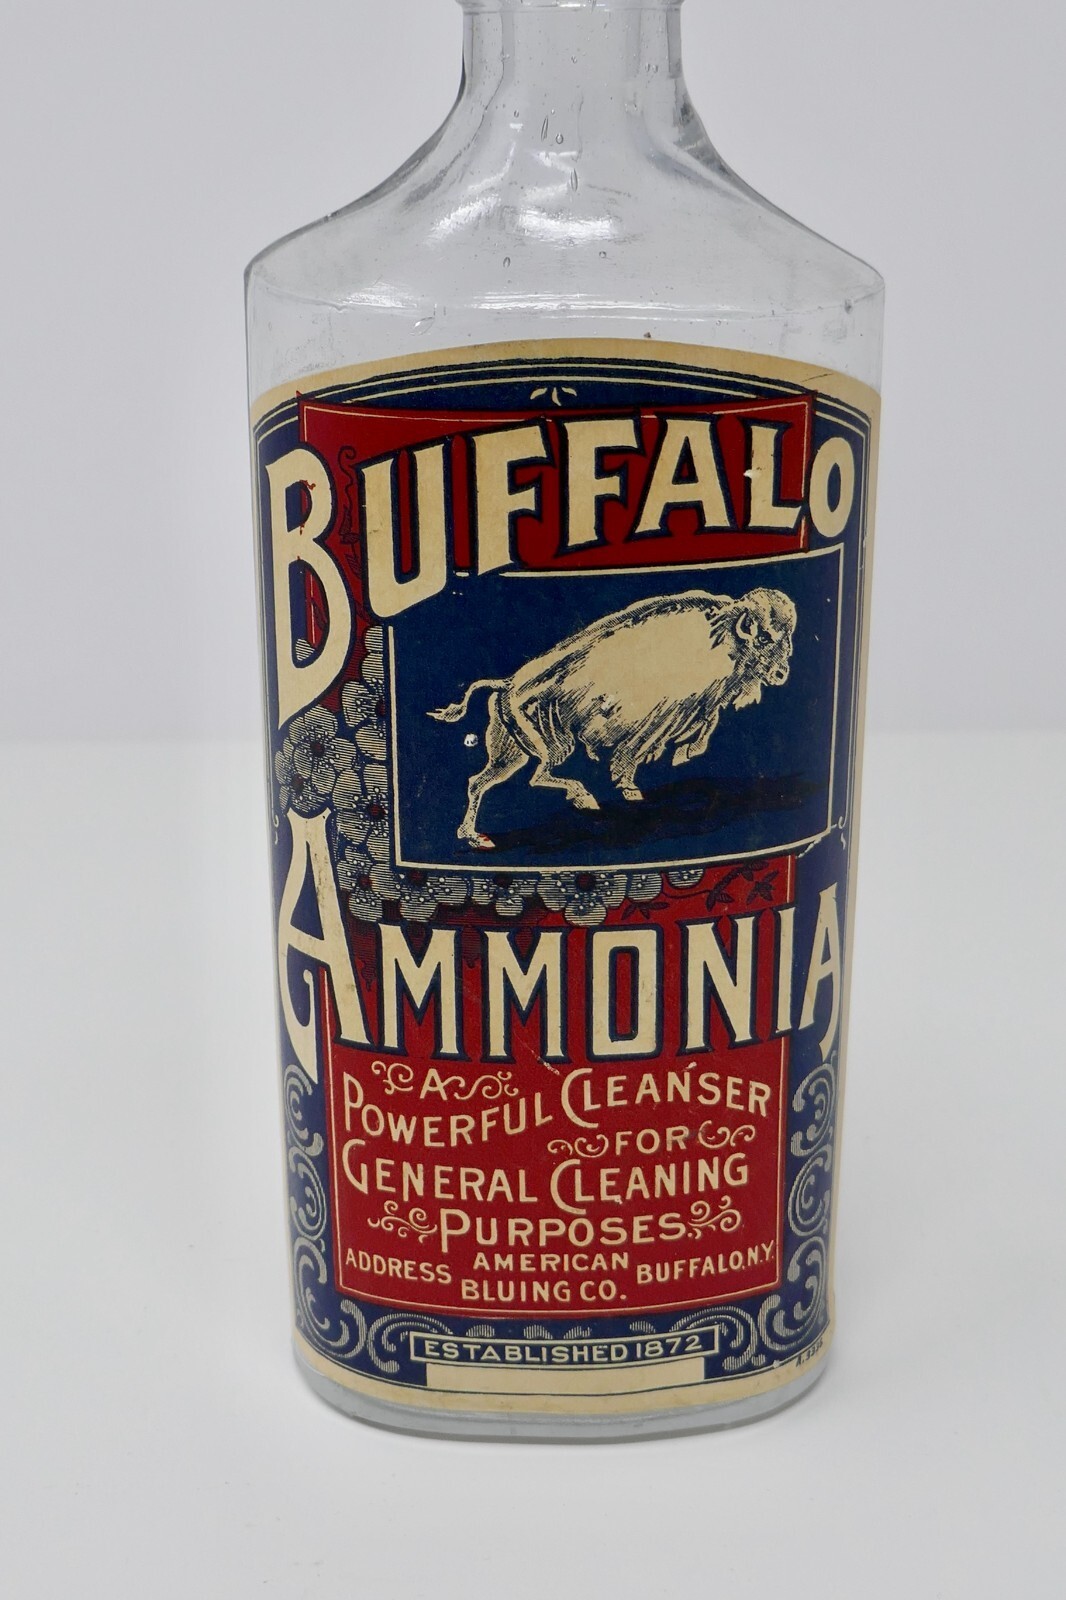 BUFFALO
AMMONIA
A
POWERFUL CLEANSER
FOR
GENERAL CLEANING
PURPOSES.
ADDRESS AMERICAN BLUING CO. BUFFALO, N.Y.
ESTABLISHED 1872